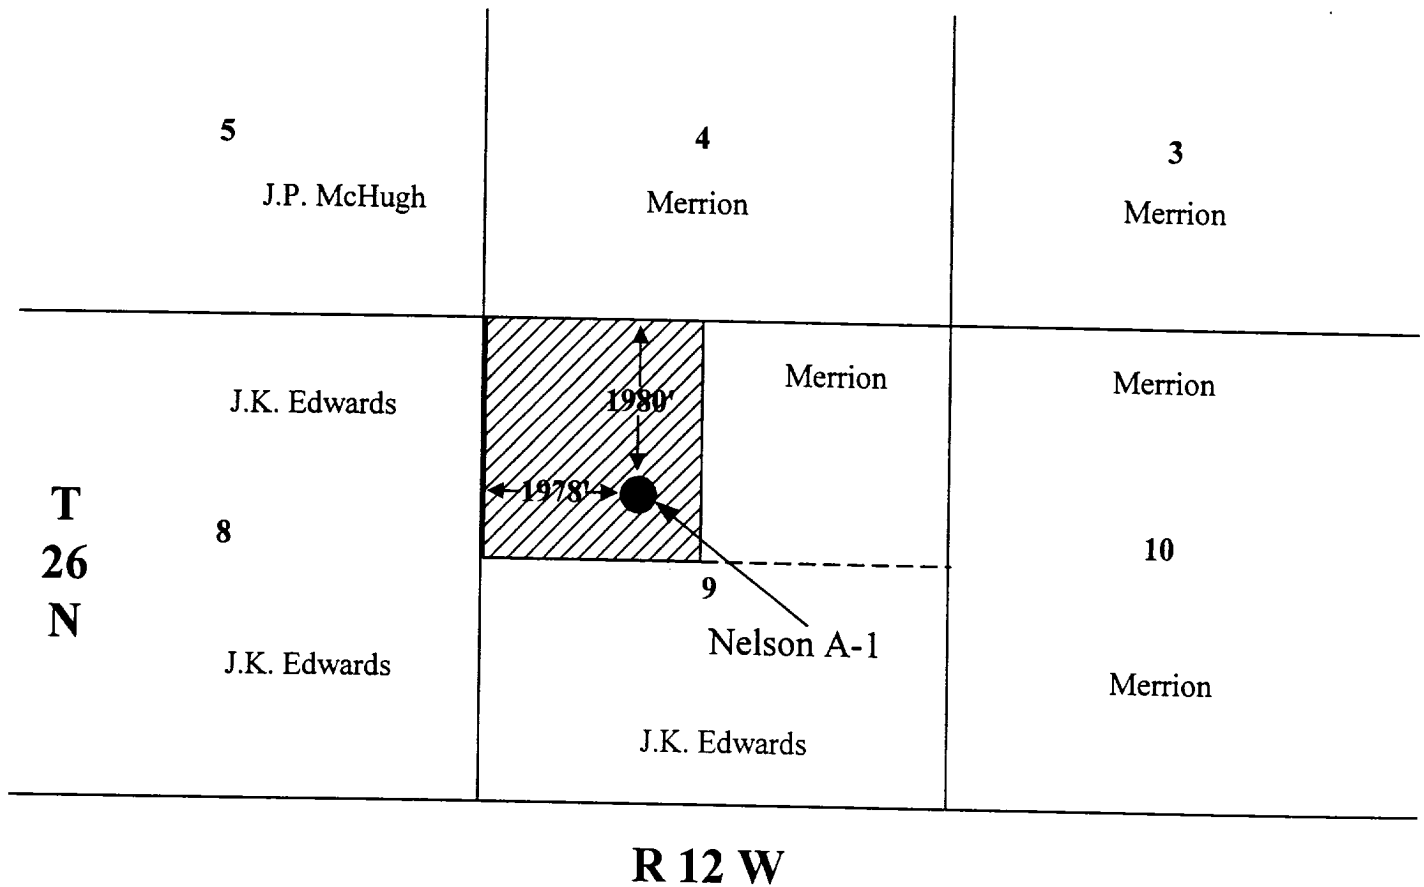 5
4
3
J.P. McHugh
Merrion
Merrion
J.K. Edwards
1980'
Merrion
Merrion
1978'
T
26
N
8
9
10
Nelson A-1
J.K. Edwards
Merrion
J.K. Edwards
R 12 W